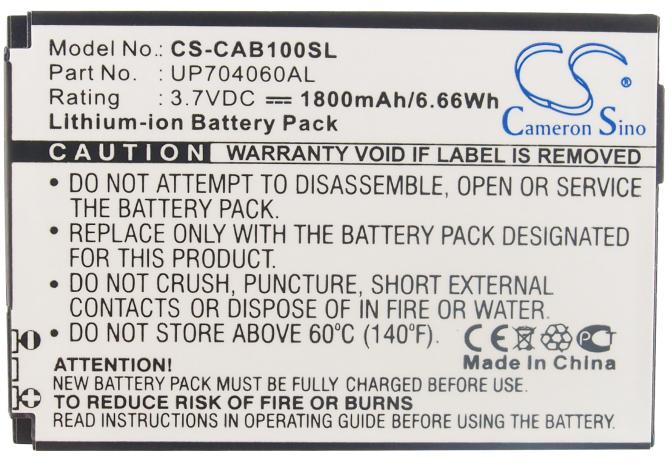 Model No. : CS-CAB100SL
Part No. : UP704060AL
Rating : 3.7VDC ⎓ 1800mAh/6.66Wh
Lithium-ion Battery Pack
CS®
Cameron Sino
CAUTION WARRANTY VOID IF LABEL IS REMOVED
• DO NOT ATTEMPT TO DISASSEMBLE, OPEN OR SERVICE
THE BATTERY PACK.
• REPLACE ONLY WITH BATTERY PACK DESIGNATED
FOR THIS PRODUCT.
• DO NOT CRUSH, PUNCTURE, SHORT EXTERNAL
CONTACTS OR DISPOSE OF IN FIRE OR WATER.
• DO NOT STORE ABOVE 60°C (140°F).
CE PCT
Made In China
ATTENTION!
NEW BATTERY PACK MUST BE FULLY CHARGED BEFORE USE
TO REDUCE RISK OF FIRE OR BURNS
READ INSTRUCTIONS IN OPERATING GUIDE BEFORE USING.